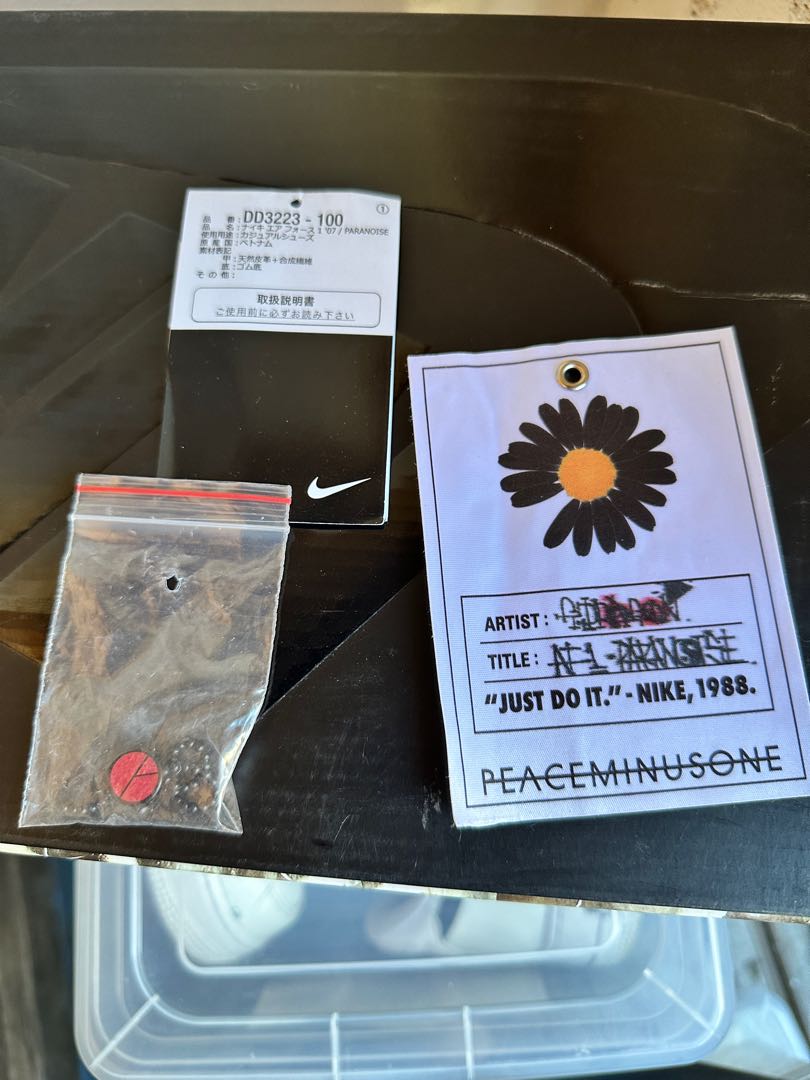 ①
品番：DD3223-100
品名：ナイキ エア フォース 1 '07 / PARANOISE
使用用途：カジュアルシューズ
原産国：ベトナム
素材表記
甲：天然皮革＋合成繊維
底：ゴム底
その他：
取扱説明書
ご使用前に必ずお読み下さい
ARTIST：
TITLE：
“JUST DO IT.” - NIKE, 1988.
PEACEMINUSONE